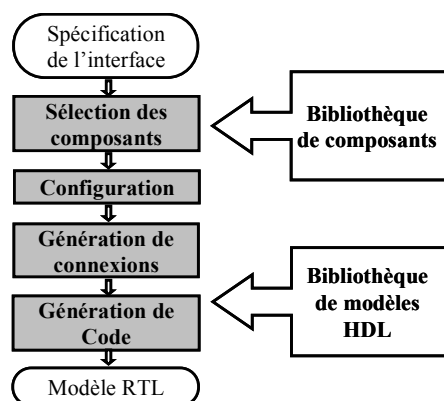 Spécification
de l'interface
Sélection des
composants
Bibliothèque
de composants
Configuration
Génération de
connexions
Bibliothèque
de modèles
HDL
Génération de
Code
Modèle RTL